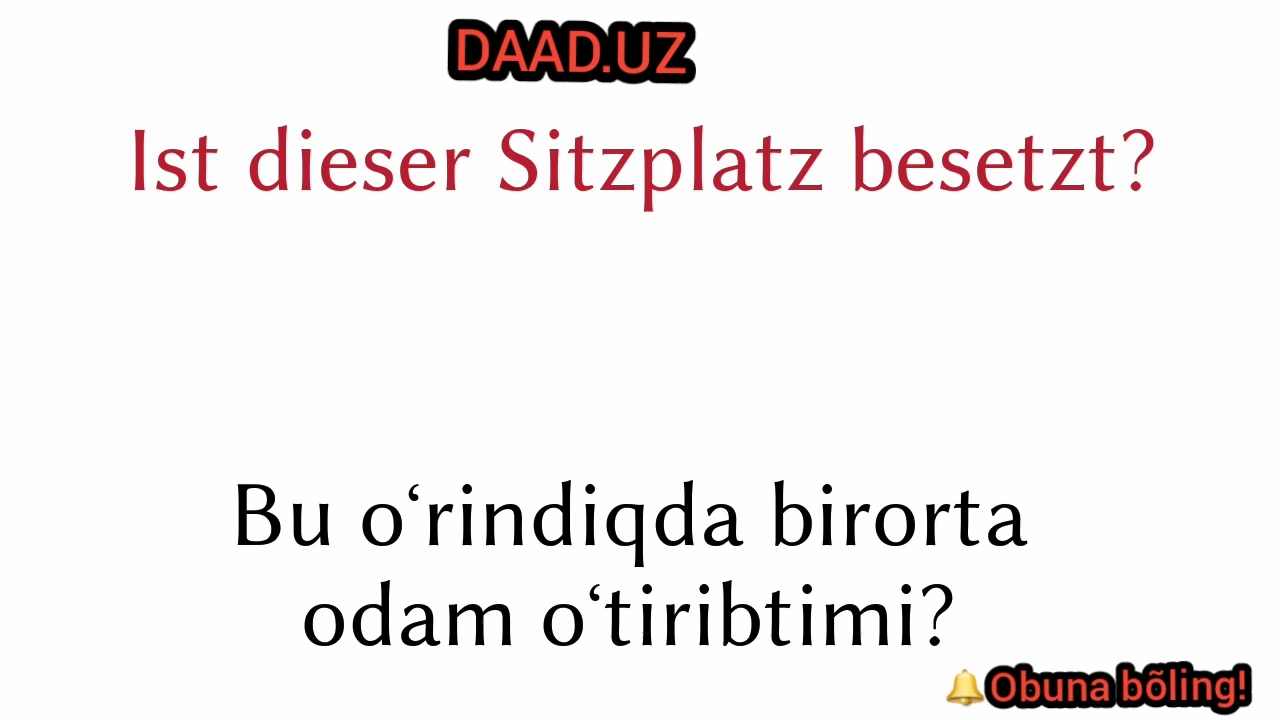 DAAD.UZ
Ist dieser Sitzplatz besetzt?
Bu o‘rindiqda birorta
odam o‘tiribtimi?
🔔Obuna bõling!